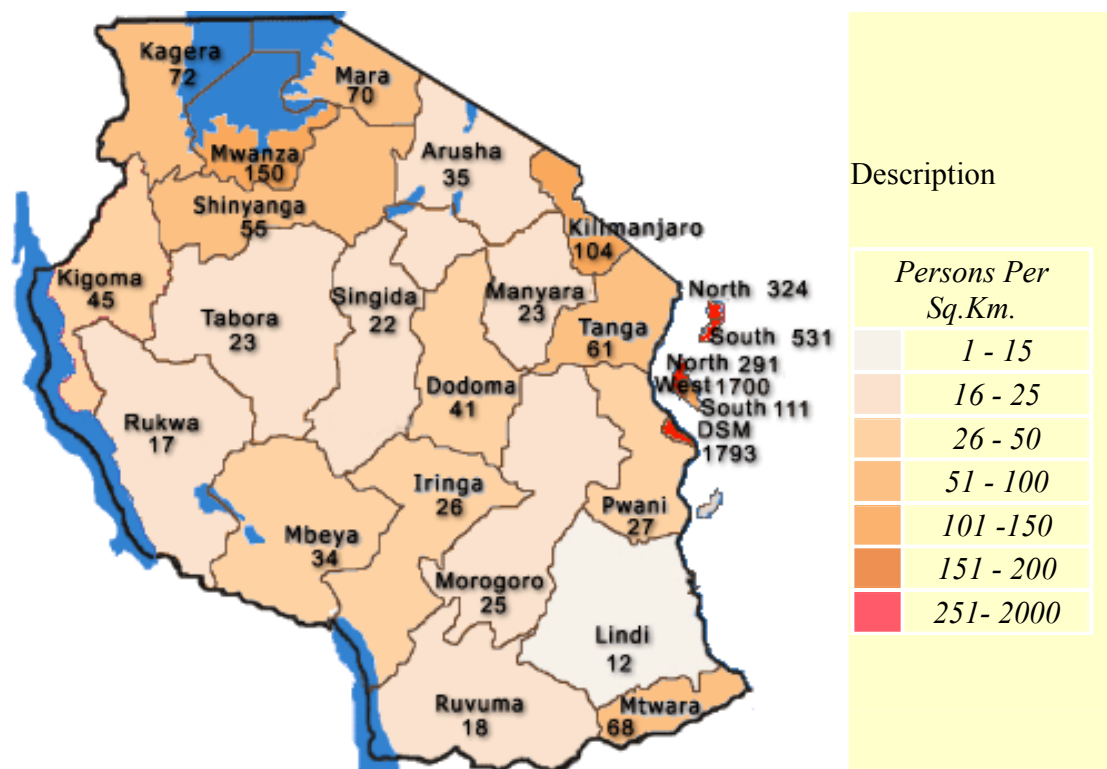 Kagera
72
Mara
70
Mwanza
150
Arusha
35
Shinyanga
55
Kilimanjaro
104
Kigoma
45
Tabora
23
Singida
22
Manyara
23
Tanga
61
North 324
South 531
North 291
West 1700
South 111
DSM
1793
Dodoma
41
Rukwa
17
Iringa
26
Pwani
27
Mbeya
34
Morogoro
25
Lindi
12
Ruvuma
18
Mtwara
68
Description
Persons Per
Sq.Km.
1 - 15
16 - 25
26 - 50
51 - 100
101 -150
151 - 200
251- 2000